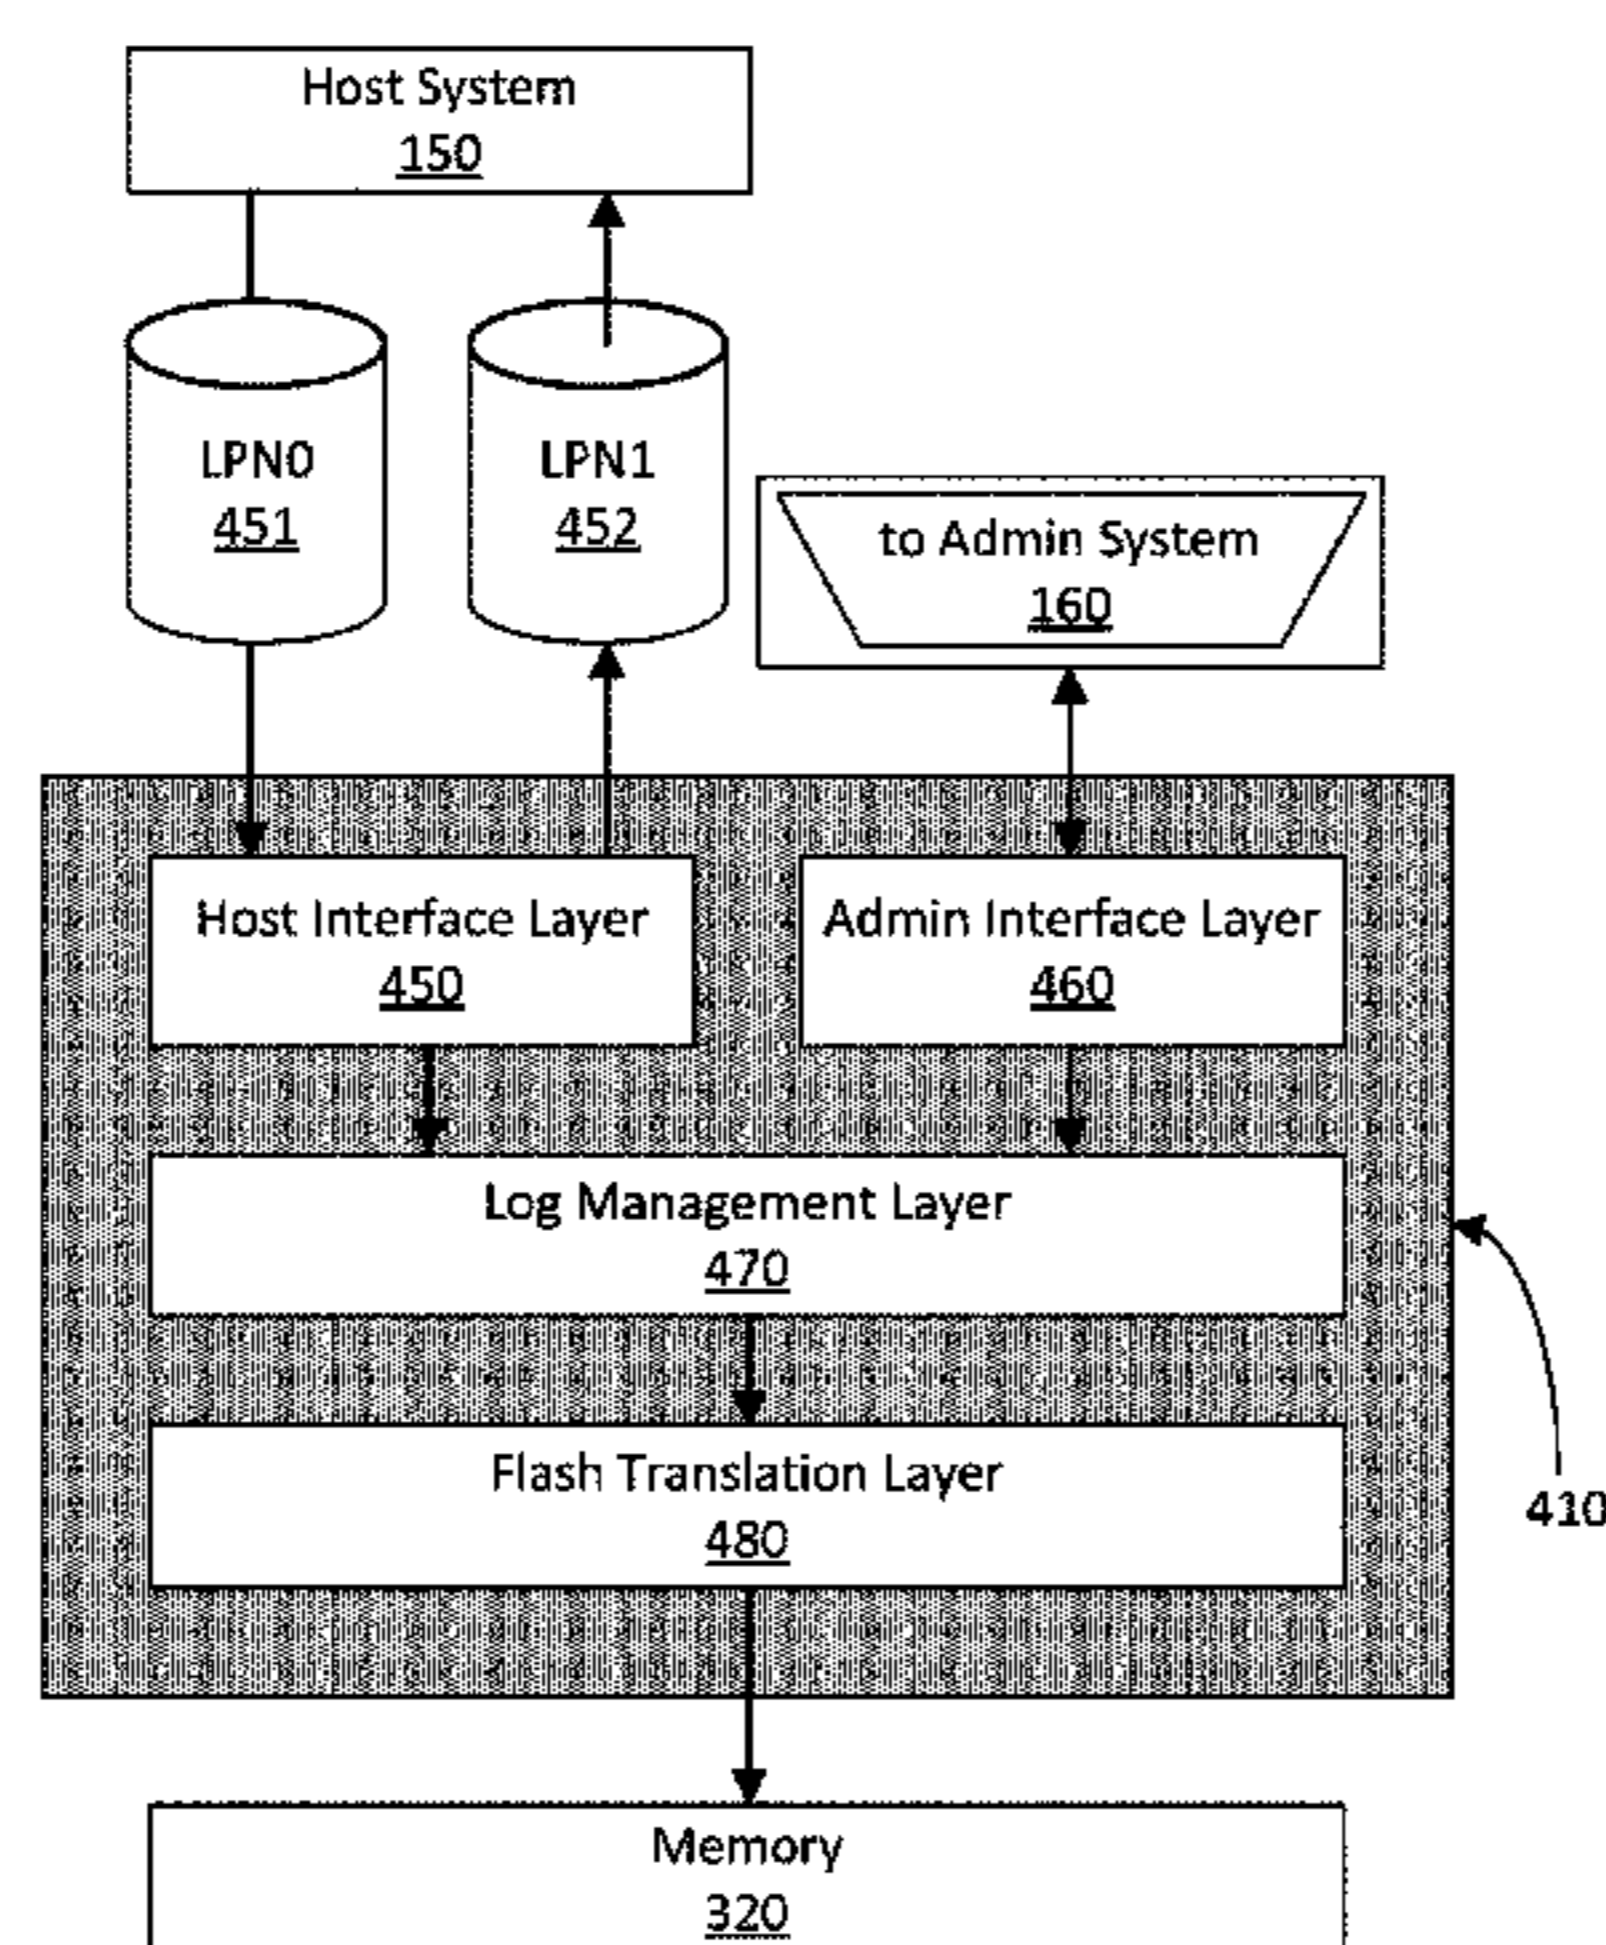 Host System
150
LPN0
451
LPN1
452
to Admin System
160
Host Interface Layer
450
Admin Interface Layer
460
Log Management Layer
470
Flash Translation Layer
480
410
Memory
320